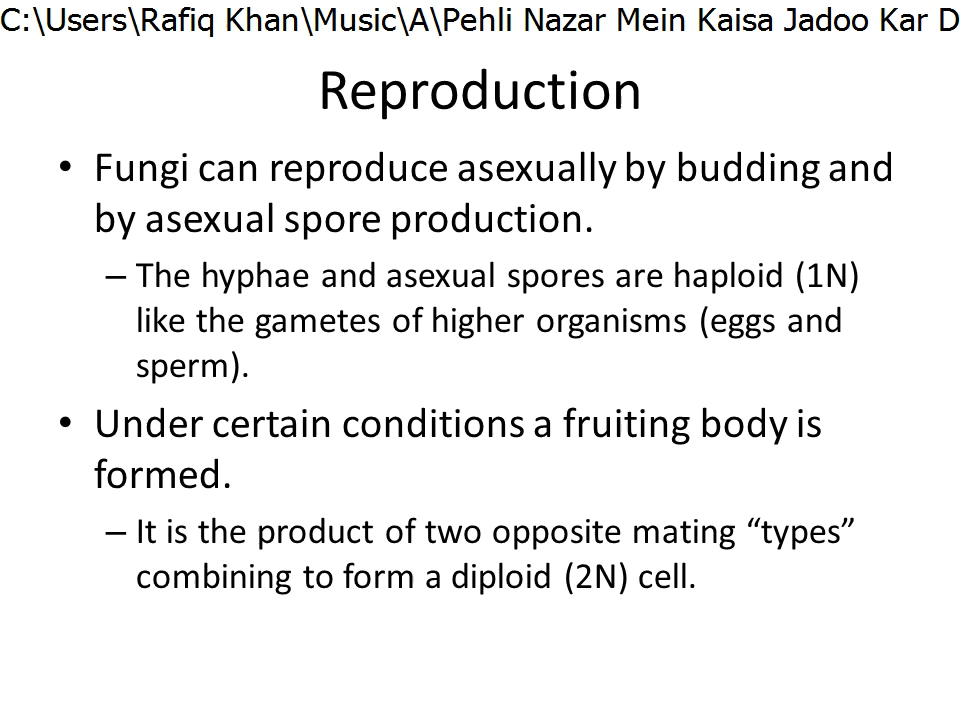 C:\Users\Rafiq Khan\Music\A\Pehli Nazar Mein Kaisa Jadoo Kar D
Reproduction
• Fungi can reproduce asexually by budding and
by asexual spore production.
– The hyphae and asexual spores are haploid (1N)
like the gametes of higher organisms (eggs and
sperm).
• Under certain conditions a fruiting body is
formed.
– It is the product of two opposite mating “types”
combining to form a diploid (2N) cell.